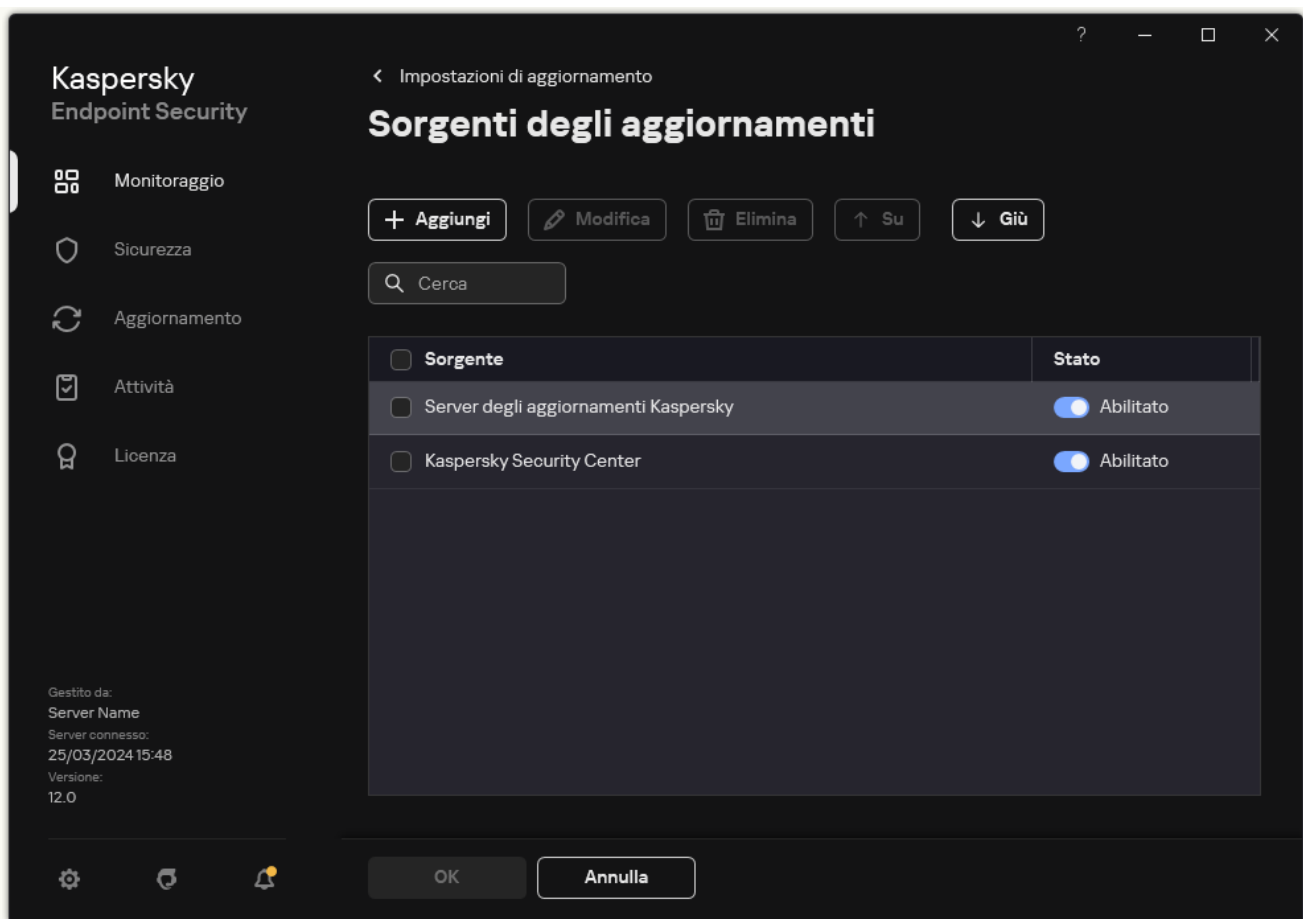 ?
Kaspersky
Endpoint Security
Impostazioni di aggiornamento
Sorgenti degli aggiornamenti
Monitoraggio
Sicurezza
Aggiornamento
Attività
Licenza
Aggiungi
Modifica
Elimina
Su
Giù
Cerca
Sorgente Stato
Server degli aggiornamenti Kaspersky Abilitato
Kaspersky Security Center Abilitato
Gestito da:
Server Name
Server connesso:
25/03/2024 15:48
Versione:
12.0
OK Annulla